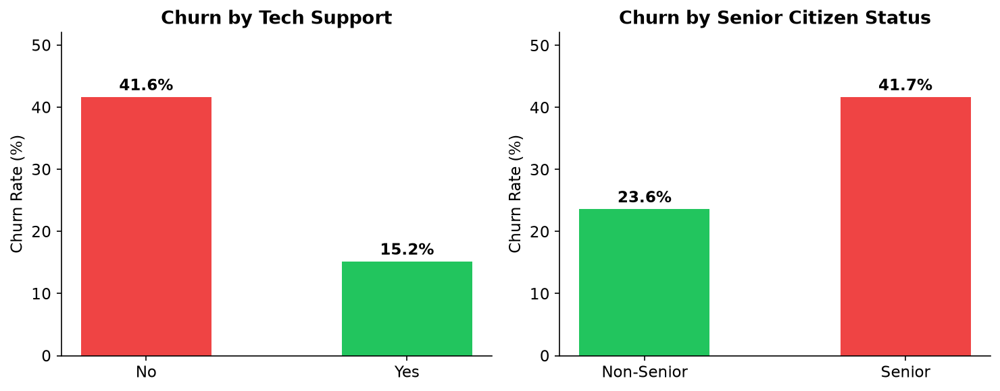 Churn by Tech Support
Churn Rate (%)
50
40
30
20
10
0
41.6%
15.2%
No
Yes
Churn by Senior Citizen Status
Churn Rate (%)
50
40
30
20
10
0
23.6%
41.7%
Non-Senior
Senior